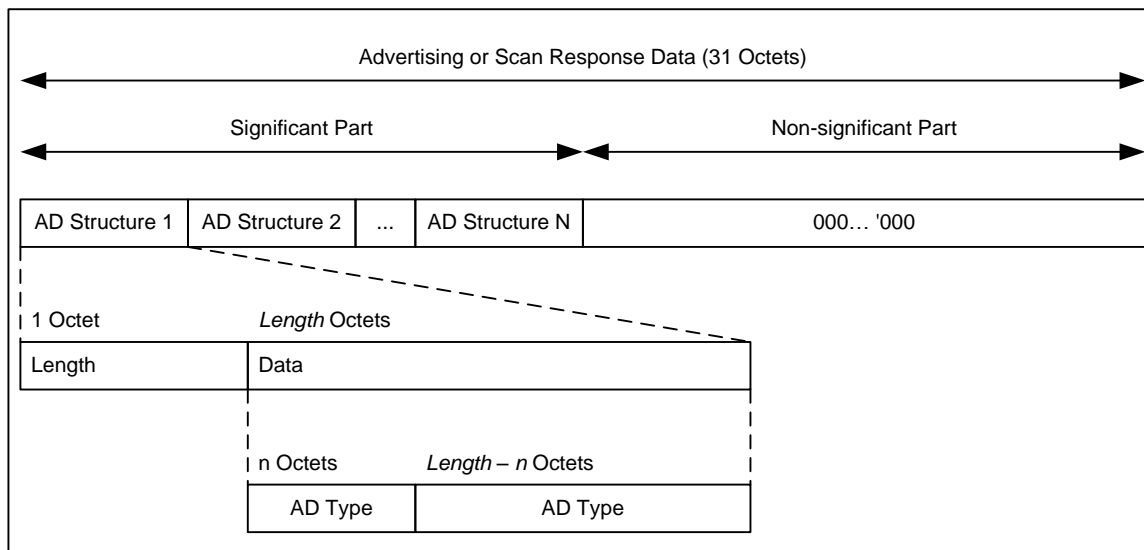 Advertising or Scan Response Data (31 Octets)
Significant Part Non-significant Part
AD Structure 1 AD Structure 2 ... AD Structure N 000… '000
1 Octet Length Octets
Length Data
n Octets Length – n Octets
AD Type AD Type